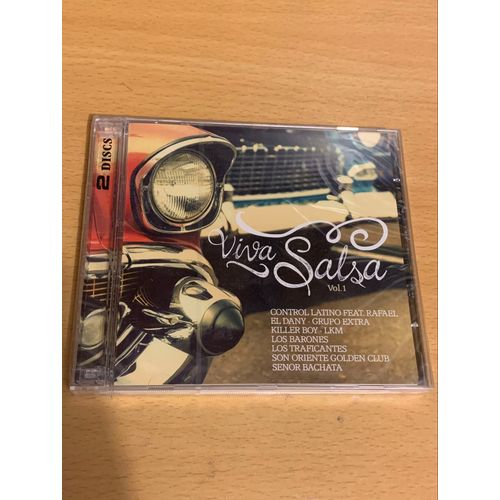 2 DISCS
Viva Salsa
Vol.1
CONTROL LATINO FEAT. RAFAEL
EL DANY · GRUPO EXTRA
KILLER BOY · LKM
LOS BARONES
LOS TRAFICANTES
SON ORIENTE GOLDEN CLUB
SENOR BACHATA